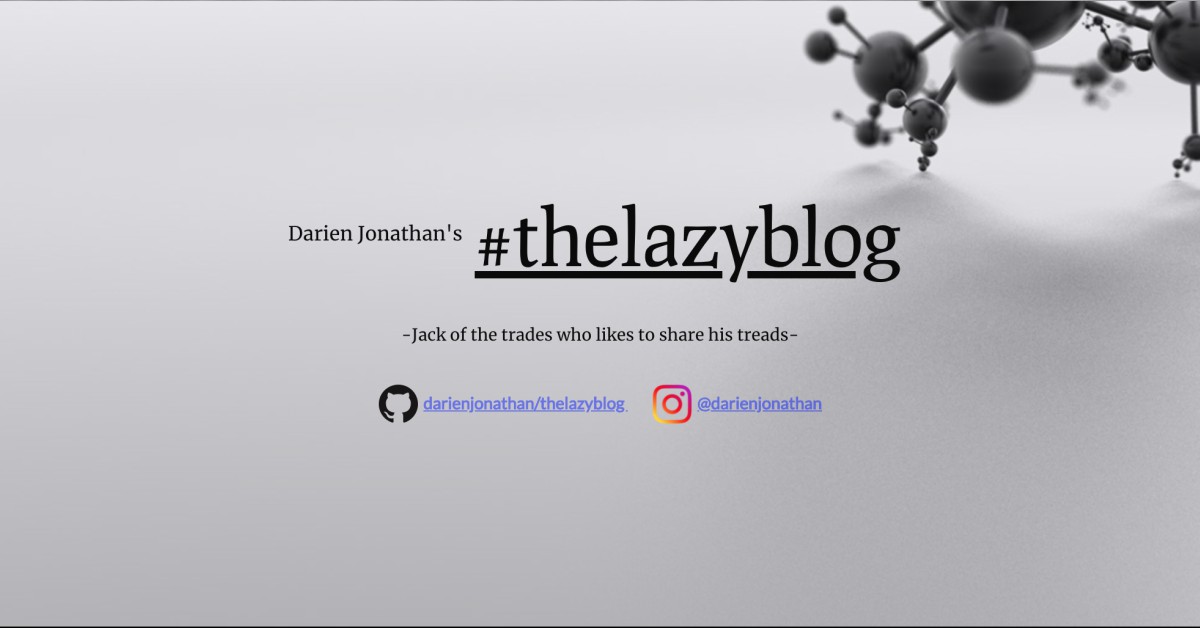 Darien Jonathan's #thelazyblog
-Jack of the trades who likes to share his treads-
darienjonathan/thelazyblog @darienjonathan